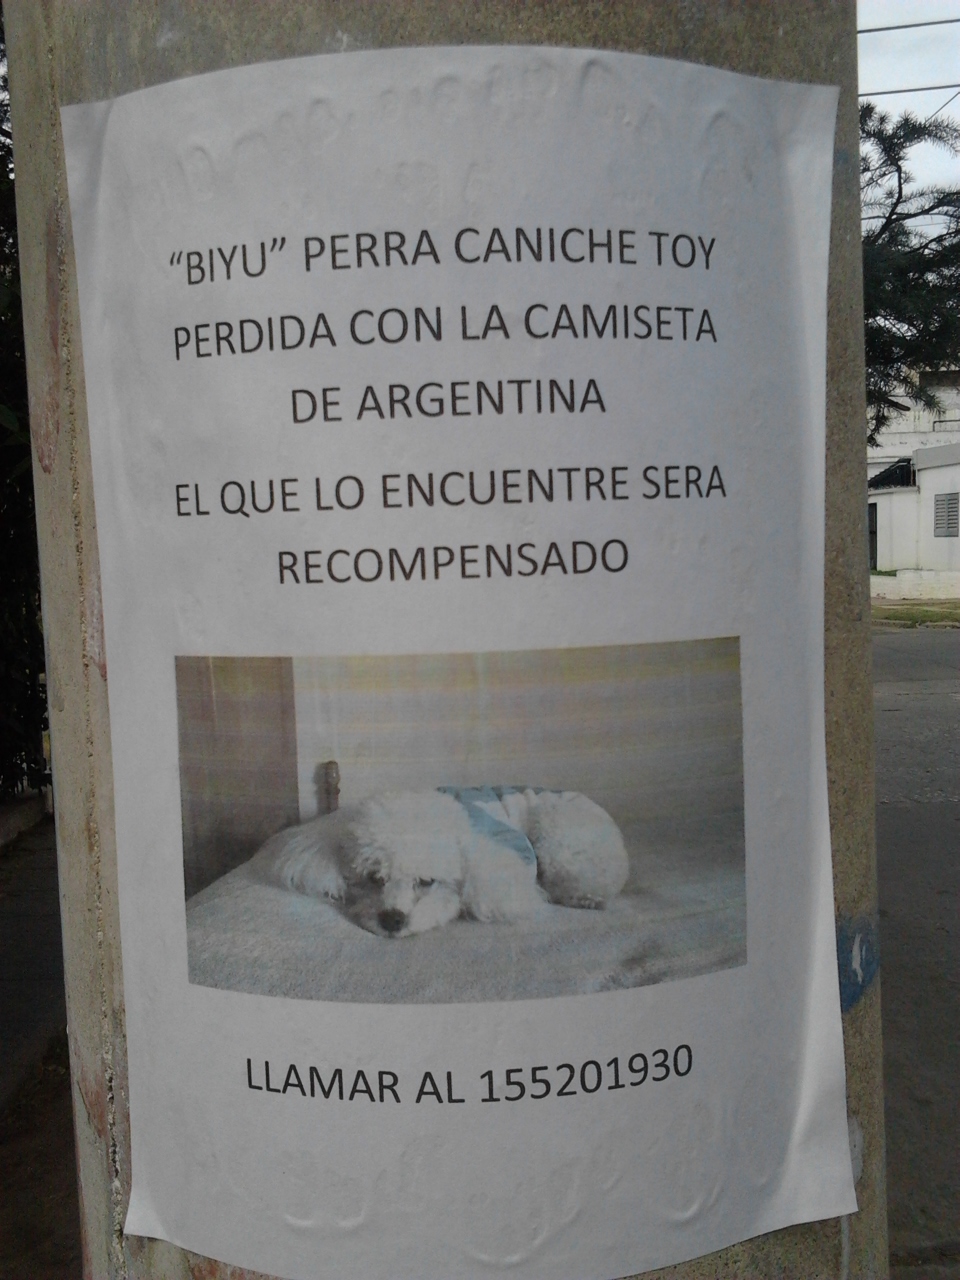 “BIYU” PERRA CANICHE TOY
PERDIDA CON LA CAMISETA
DE ARGENTINA
EL QUE LO ENCUENTRE SERA
RECOMPENSADO
LLAMAR AL 155201930